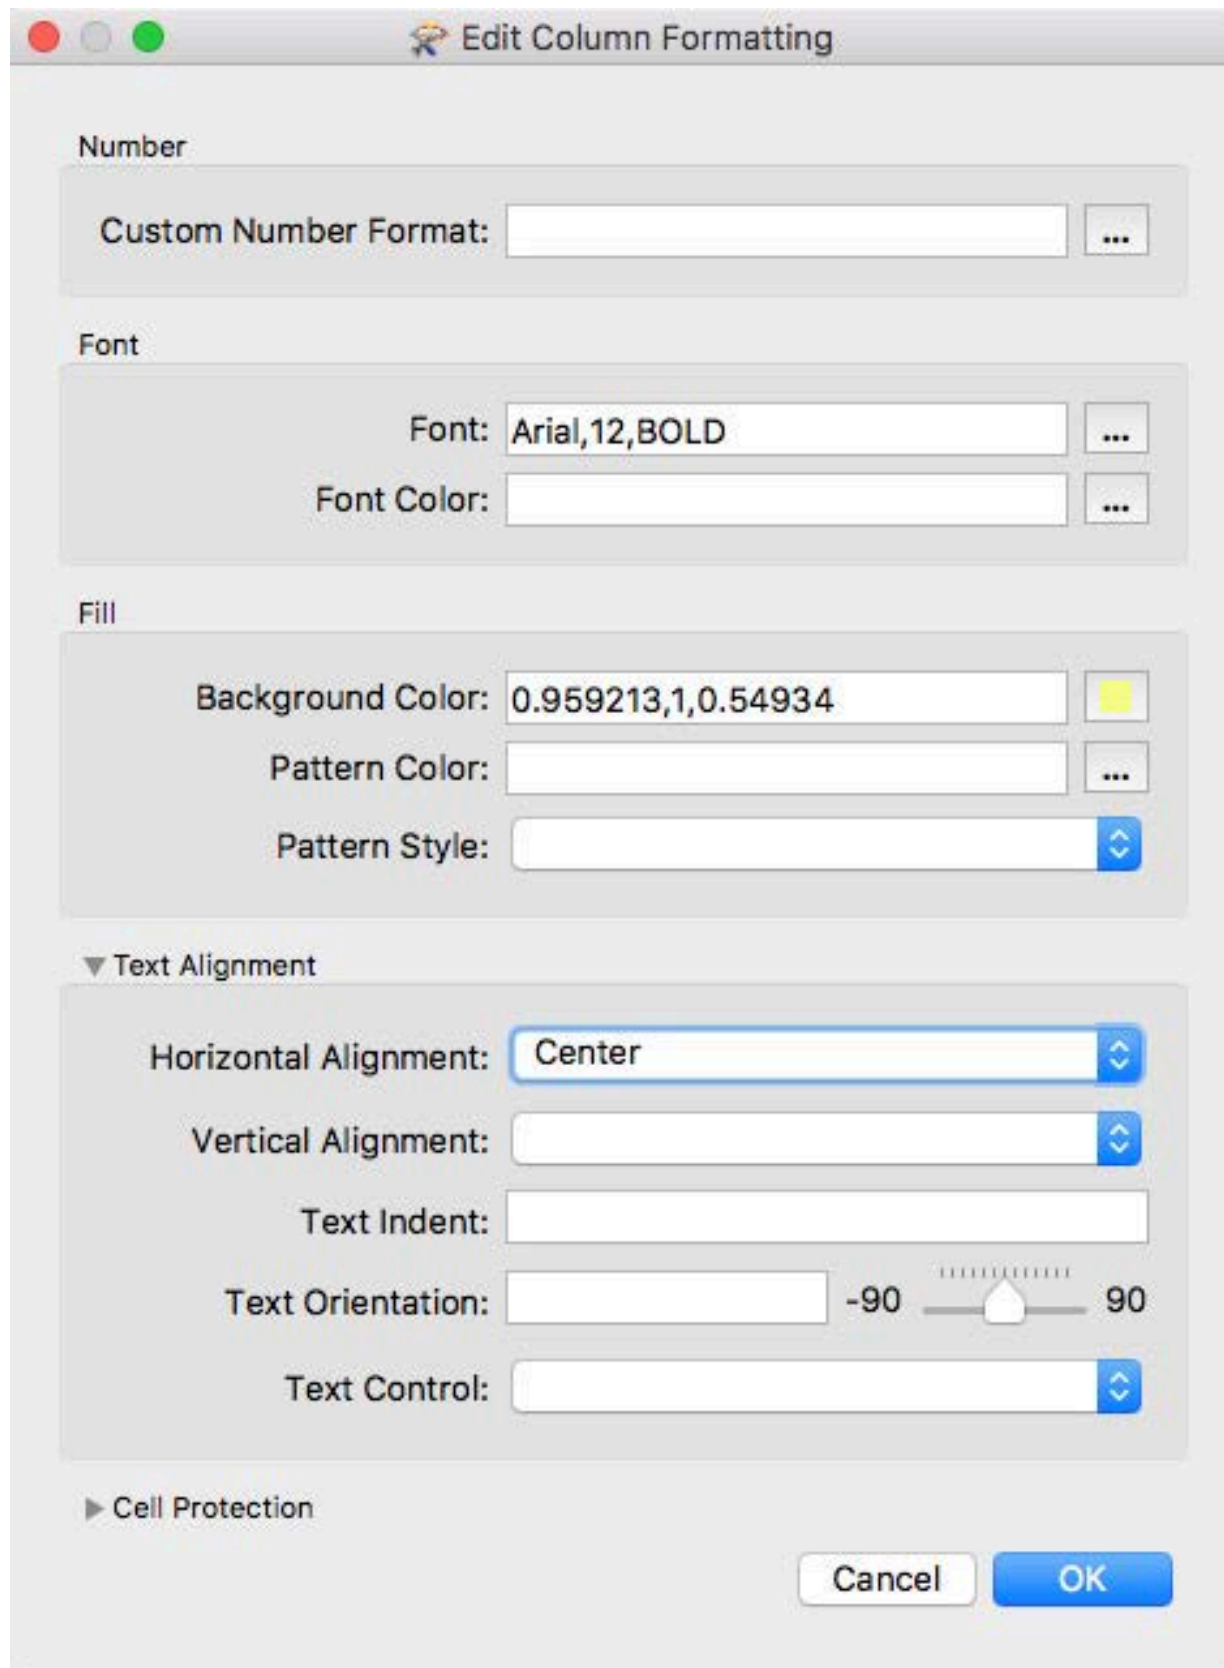 Edit Column Formatting
Number
Custom Number Format: ...
Font
Font: Arial,12,BOLD ...
Font Color: ...
Fill
Background Color: 0.959213,1,0.54934
Pattern Color: ...
Pattern Style:
Text Alignment
Horizontal Alignment: Center
Vertical Alignment:
Text Indent:
Text Orientation: -90 90
Text Control:
Cell Protection
Cancel OK